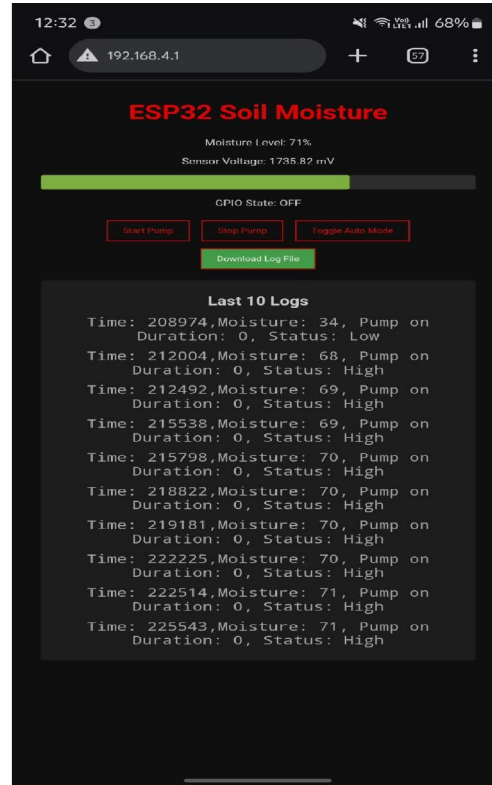 12:32 3 Vo) LTE1 68%
192.168.4.1 57
ESP32 Soil Moisture
Moisture Level: 71%
Sensor Voltage: 1735.82 mV
GPIO State: OFF
Start Pump Stop Pump Toggle Auto Mode
Download Log File
Last 10 Logs
Time: 208974,Moisture: 34, Pump on
Duration: 0, Status: Low
Time: 212004,Moisture: 68, Pump on
Duration: 0, Status: High
Time: 212492,Moisture: 69, Pump on
Duration: 0, Status: High
Time: 215538,Moisture: 69, Pump on
Duration: 0, Status: High
Time: 215798,Moisture: 70, Pump on
Duration: 0, Status: High
Time: 218822,Moisture: 70, Pump on
Duration: 0, Status: High
Time: 219181,Moisture: 70, Pump on
Duration: 0, Status: High
Time: 222225,Moisture: 70, Pump on
Duration: 0, Status: High
Time: 222514,Moisture: 71, Pump on
Duration: 0, Status: High
Time: 225543,Moisture: 71, Pump on
Duration: 0, Status: High